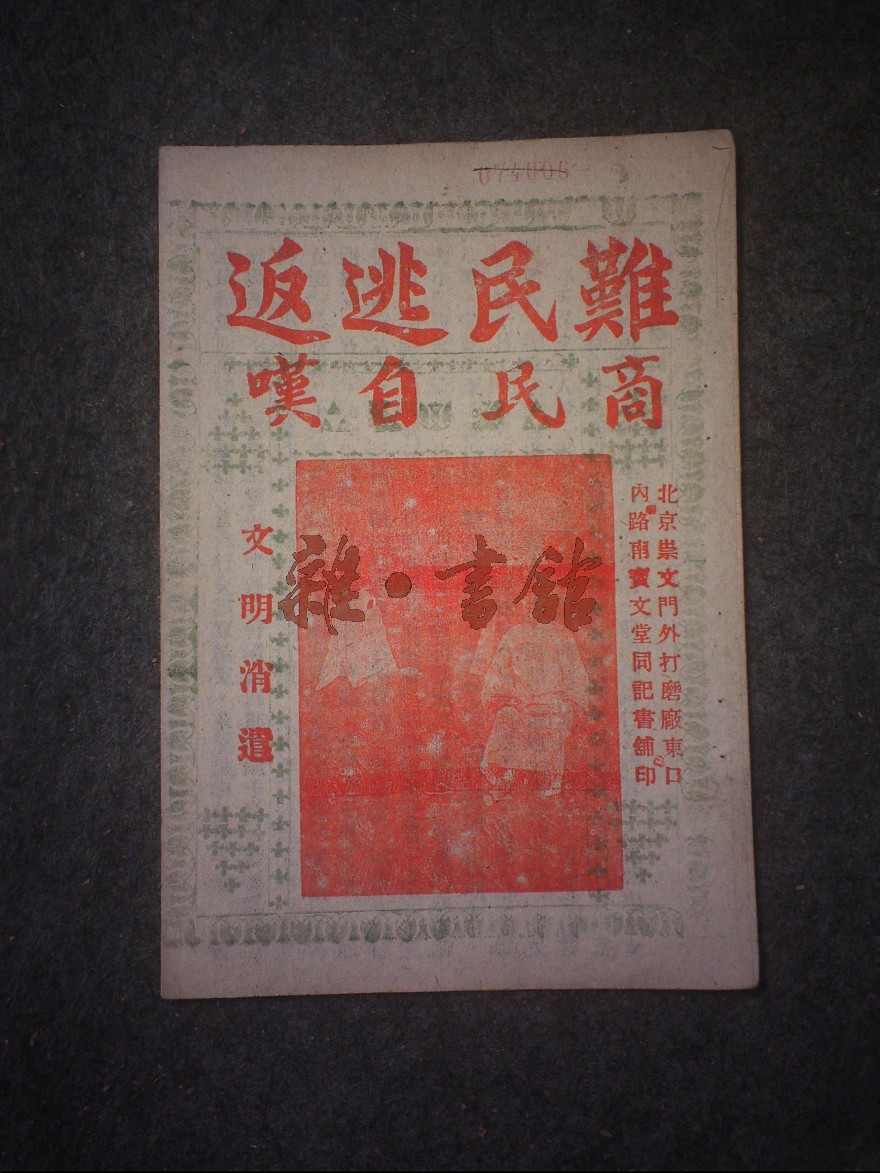 074006
難民逃返
商民自嘆
北京崇文門外打磨廠東口
內路南寶文堂同記書舖印
文明消遣
雜·書館